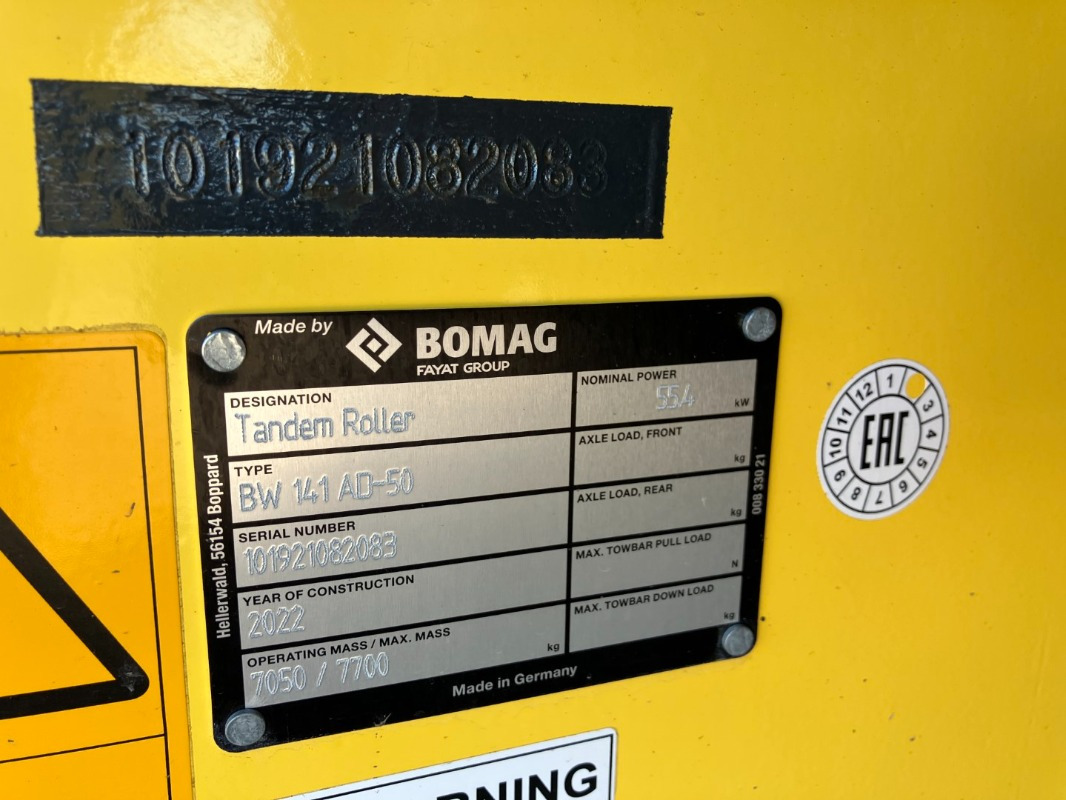 101921082083
Made by BOMAG
FAYAT GROUP
DESIGNATION
Tandem Roller
TYPE
BW 141 AD-50
SERIAL NUMBER
101921082083
YEAR OF CONSTRUCTION
2022
OPERATING MASS / MAX. MASS
kg
7050 / 7700
NOMINAL POWER
55.4 kW
AXLE LOAD, FRONT
kg
AXLE LOAD, REAR
kg
MAX. TOWBAR PULL LOAD
N
MAX. TOWBAR DOWN LOAD
kg
Made in Germany
Hellerwald, 56154 Boppard
008 330 21
EAC
1 3 4 5 6 7 8 9 10 11 12